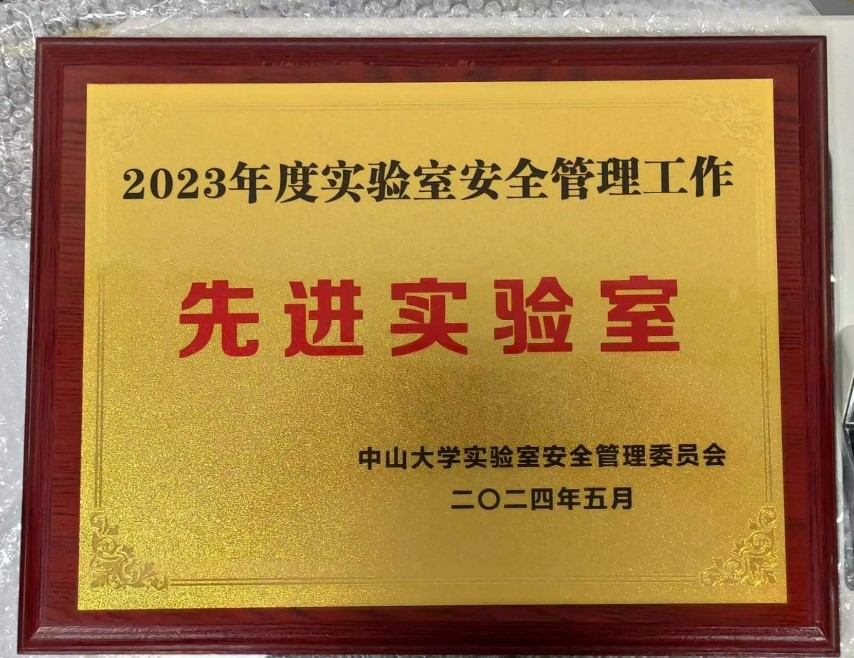 2023年度实验室安全管理工作
先进实验室
中山大学实验室安全管理委员会
二〇二四年五月